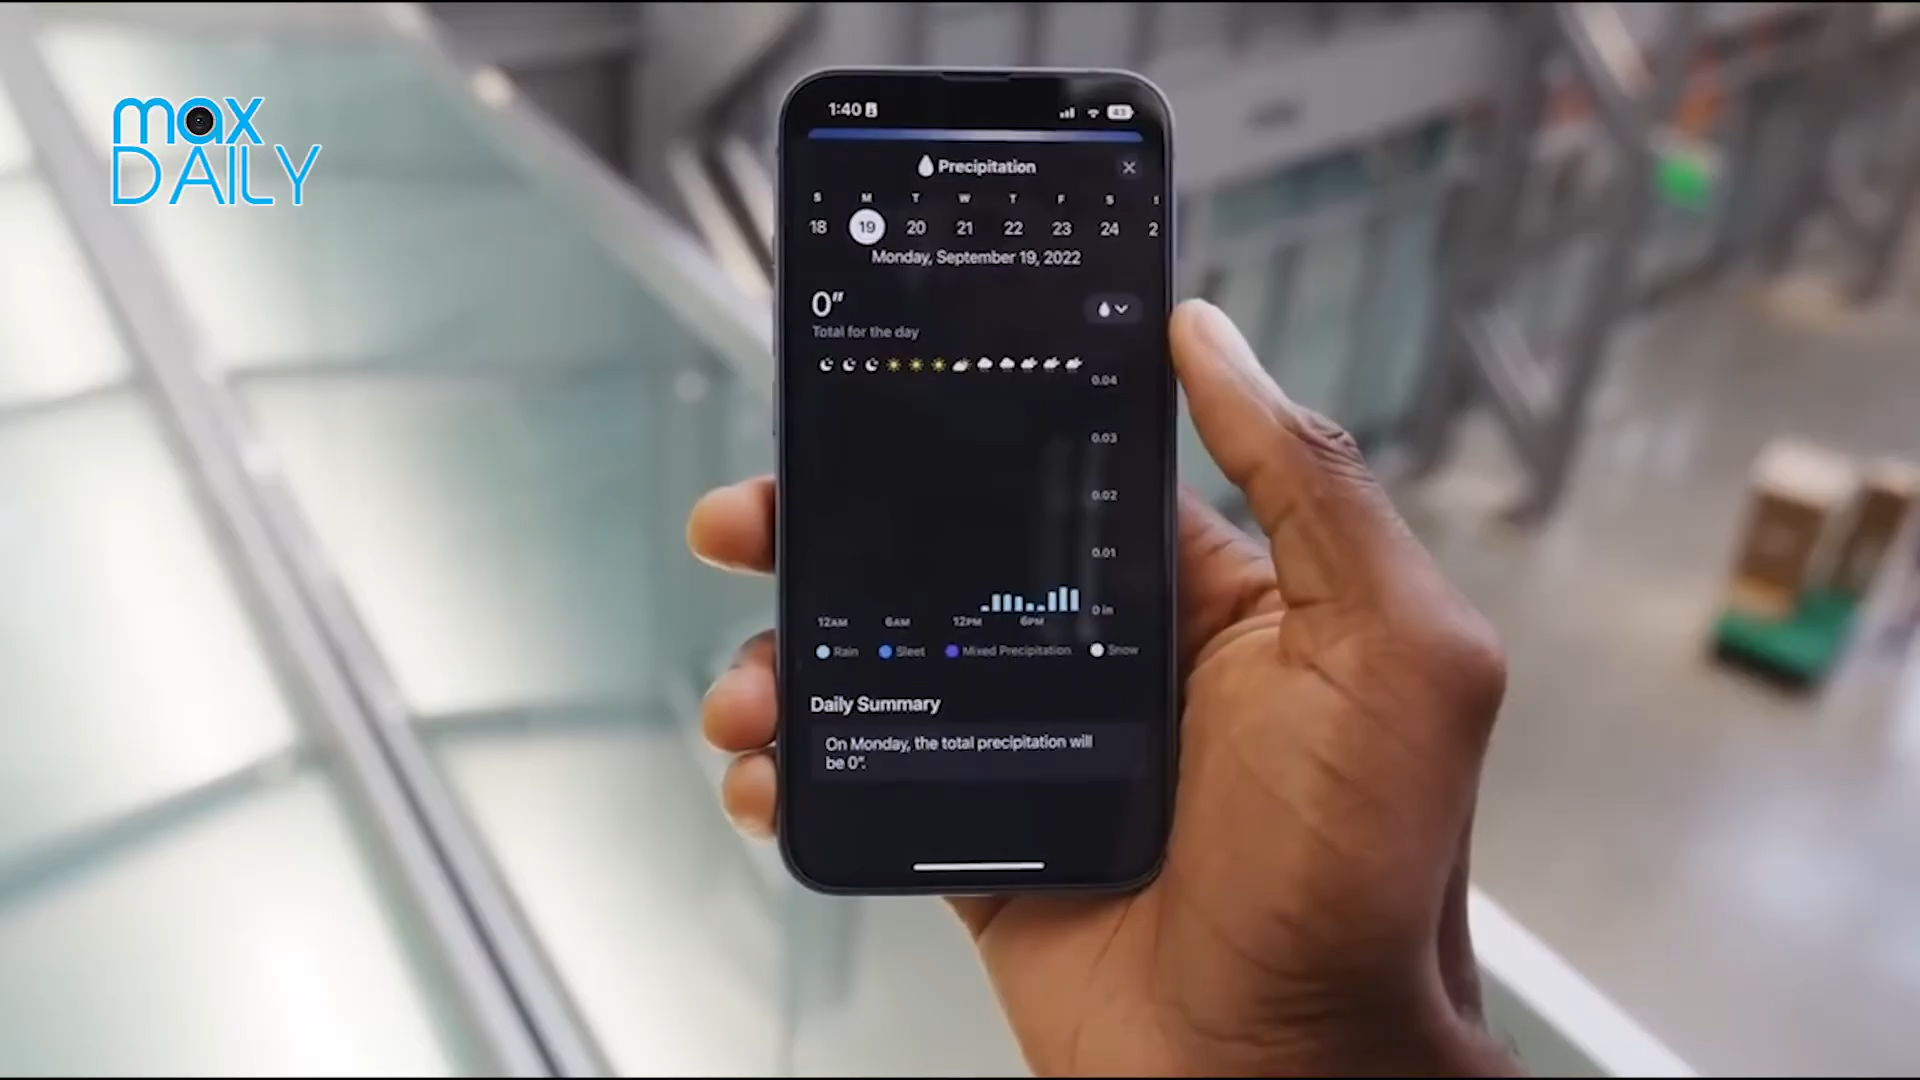 max
DAILY
1:40
43
Precipitation
S M T W T F S
18 19 20 21 22 23 24 2
Monday, September 19, 2022
0"
Total for the day
0.04
0.03
0.02
0.01
0 in
12AM 6AM 12PM 6PM
Rain Sleet Mixed Precipitation Snow
Daily Summary
On Monday, the total precipitation will
be 0".